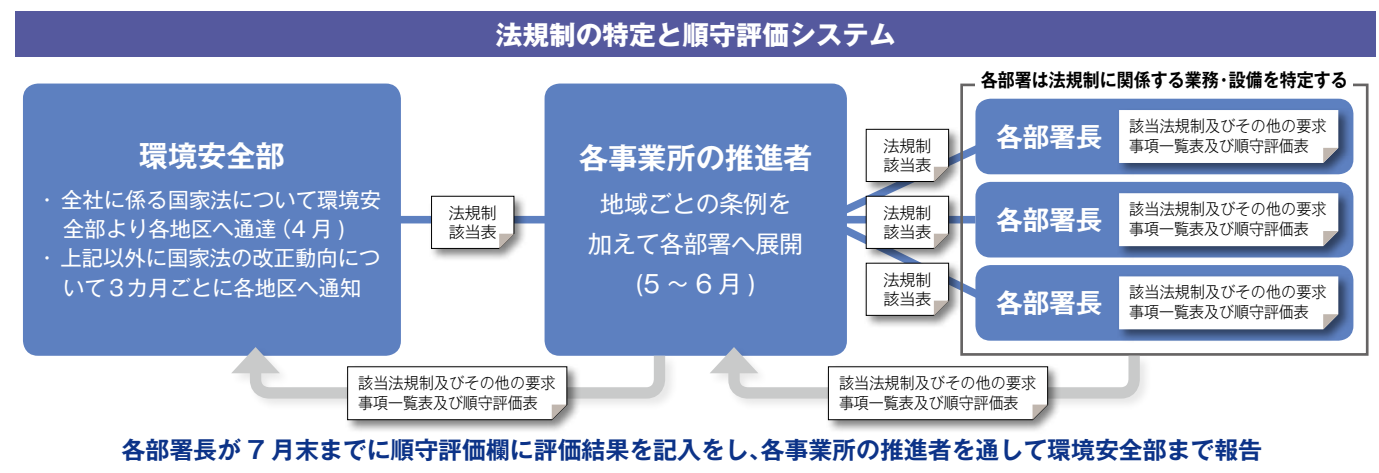 法規制の特定と順守評価システム
各部署は法規制に関係する業務・設備を特定する
環境安全部
・全社に係る国家法について環境安
全部より各地区へ通達(4月)
・上記以外に国家法の改正動向につ
いて3カ月ごとに各地区へ通知
法規制
該当表
各事業所の推進者
地域ごとの条例を
加えて各部署へ展開
(5～6月)
法規制
該当表
法規制
該当表
法規制
該当表
各部署長
該当法規制及びその他の要求
事項一覧表及び順守評価表
各部署長
該当法規制及びその他の要求
事項一覧表及び順守評価表
各部署長
該当法規制及びその他の要求
事項一覧表及び順守評価表
該当法規制及びその他の要求
事項一覧表及び順守評価表
該当法規制及びその他の要求
事項一覧表及び順守評価表
各部署長が7月末までに順守評価欄に評価結果を記入をし、各事業所の推進者を通して環境安全部まで報告